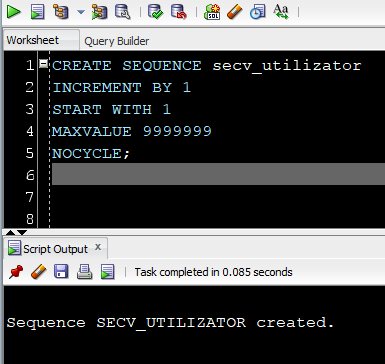 Aa
Worksheet Query Builder
1 CREATE SEQUENCE secv_utilizator
2 INCREMENT BY 1
3 START WITH 1
4 MAXVALUE 9999999
5 NOCYCLE;
6
7
8
Script Output x
Task completed in 0.085 seconds
Sequence SECV_UTILIZATOR created.